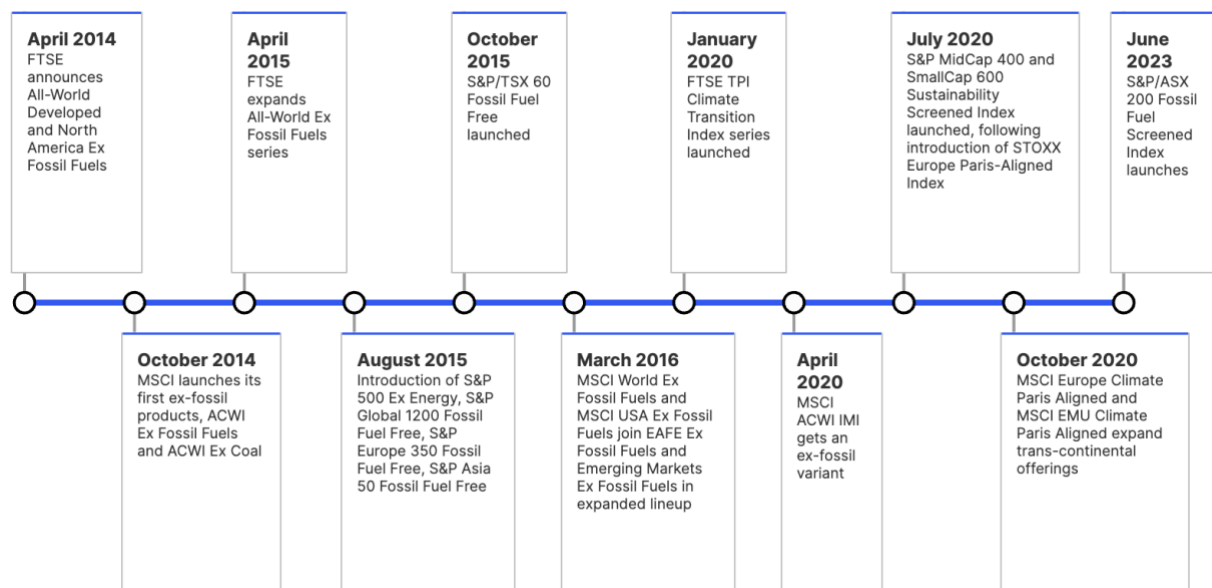 April 2014
FTSE
announces
All-World
Developed
and North
America Ex
Fossil Fuels
October 2014
MSCI launches its
first ex-fossil
products, ACWI
Ex Fossil Fuels
and ACWI Ex Coal
April
2015
FTSE
expands
All-World Ex
Fossil Fuels
series
August 2015
Introduction of S&P
500 Ex Energy, S&P
Global 1200 Fossil
Fuel Free, S&P
Europe 350 Fossil
Fuel Free, S&P Asia
50 Fossil Fuel Free
October
2015
S&P/TSX 60
Fossil Fuel
Free
launched
March 2016
MSCI World Ex
Fossil Fuels and
MSCI USA Ex Fossil
Fuels join EAFE Ex
Fossil Fuels and
Emerging Markets
Ex Fossil Fuels in
expanded lineup
January
2020
FTSE TPI
Climate
Transition
Index series
launched
April
2020
MSCI
ACWI IMI
gets an
ex-fossil
variant
July 2020
S&P MidCap 400 and
SmallCap 600
Sustainability
Screened Index
launched, following
introduction of STOXX
Europe Paris-Aligned
Index
October 2020
MSCI Europe Climate
Paris Aligned and
MSCI EMU Climate
Paris Aligned expand
trans-continental
offerings
June
2023
S&P/ASX
200 Fossil
Fuel
Screened
Index
launches